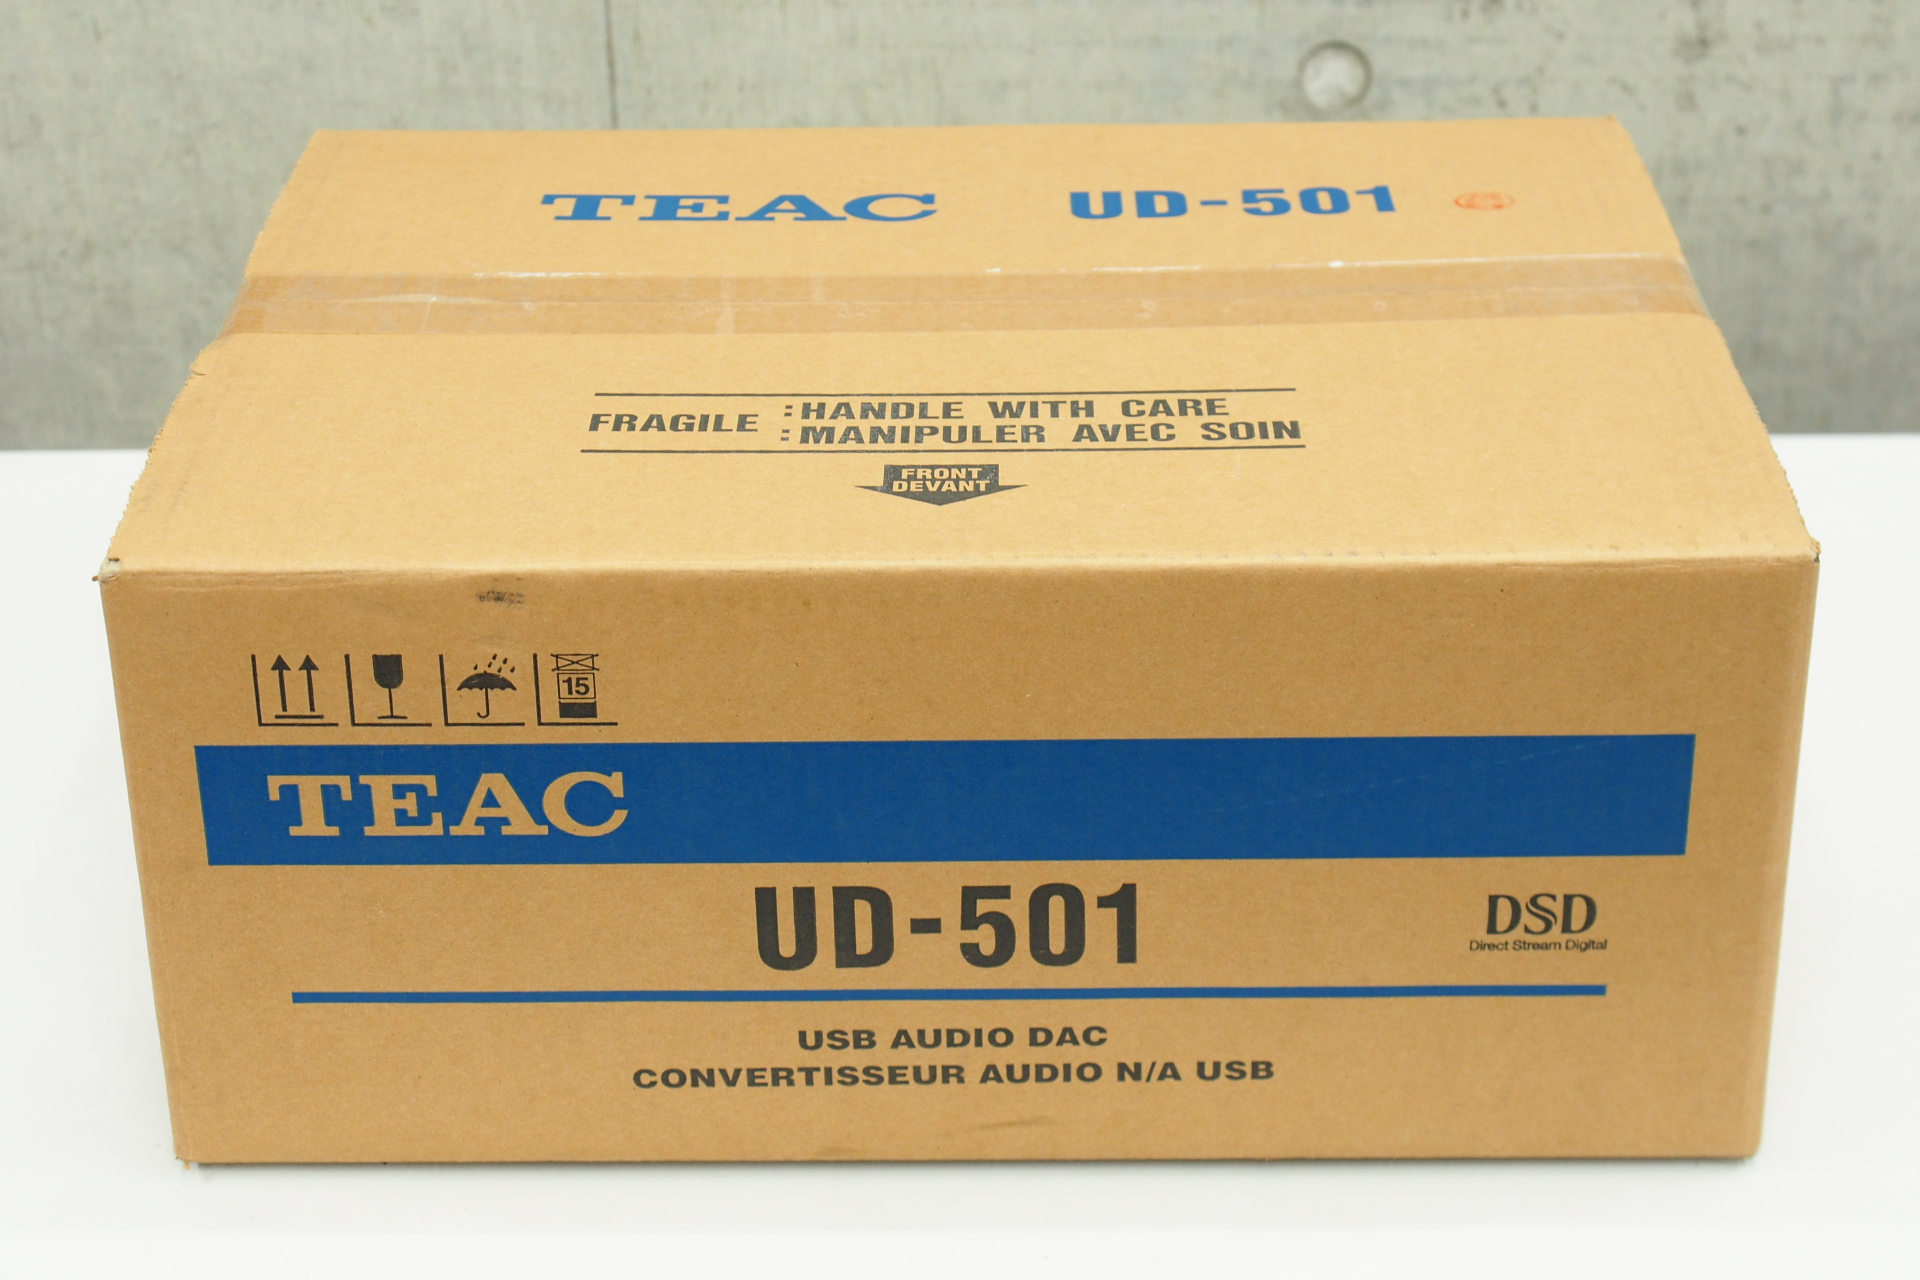 TEAC UD-501
FRAGILE :HANDLE WITH CARE
:MANIPULER AVEC SOIN
FRONT
DEVANT
15
TEAC
UD-501
DSD
Direct Stream Digital
USB AUDIO DAC
CONVERTISSEUR AUDIO N/A USB